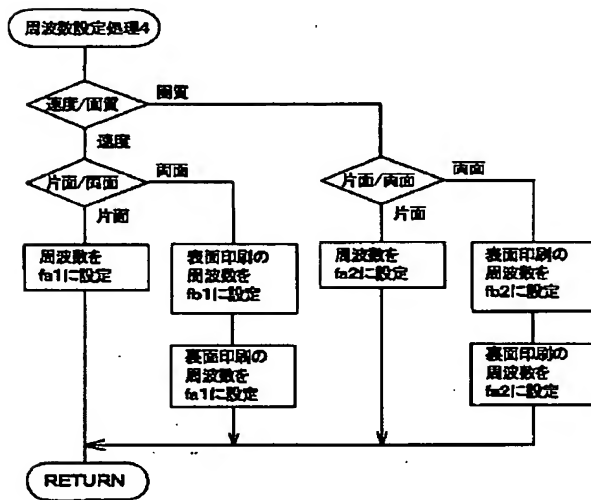 周波数設定処理4
速度/画質
画質
速度
片面/両面
両面
片面
片面/両面
両面
片面
周波数を
fa1に設定
表面印刷の
周波数を
fb1に設定
周波数を
fa2に設定
表面印刷の
周波数を
fb2に設定
裏面印刷の
周波数を
fa1に設定
裏面印刷の
周波数を
fa2に設定
RETURN